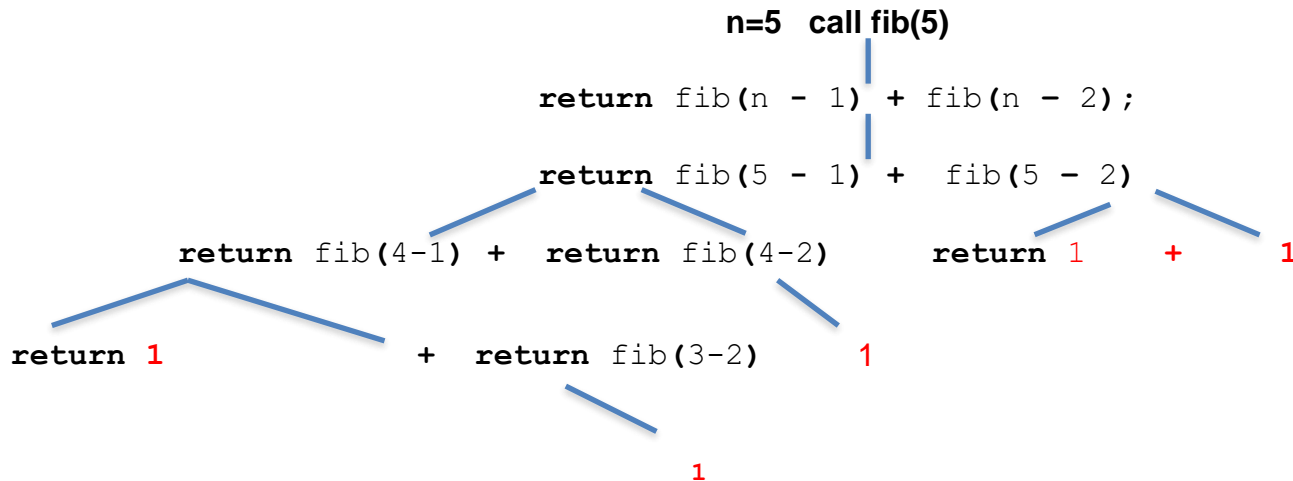 n=5 call fib(5)
return fib(n - 1) + fib(n – 2);
return fib(5 - 1) + fib(5 – 2)
return fib(4-1) + return fib(4-2) return 1 + 1
return 1 + return fib(3-2) 1
1